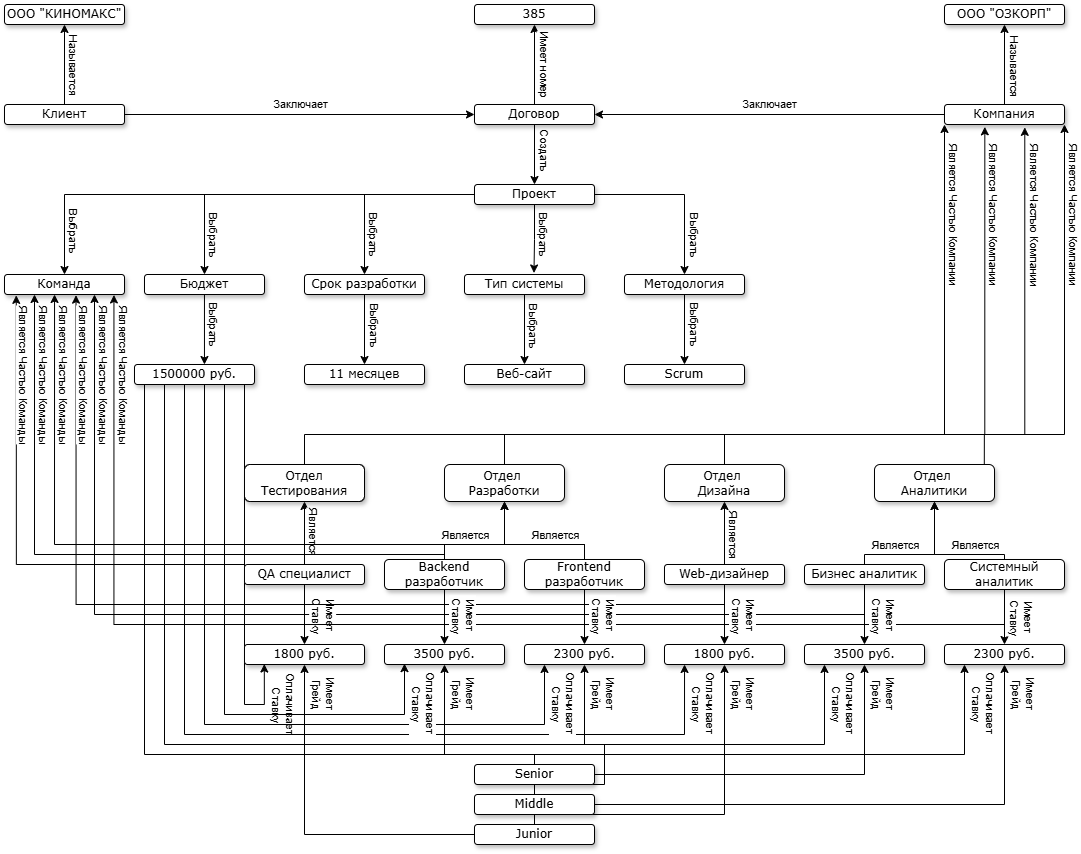 ООО "КИНОМАКС"
385
ООО "ОЗКОРП"
Называется
Имеет номер
Называется
Клиент
Заключает
Договор
Заключает
Компания
Создать
Является Частью Компании
Является Частью Компании
Является Частью Компании
Является Частью Компании
Проект
Выбрать
Выбрать
Выбрать
Выбрать
Выбрать
Команда
Бюджет
Срок разработки
Тип системы
Методология
Является Частью Команды
Является Частью Команды
Является Частью Команды
Является Частью Команды
Является Частью Команды
Является Частью Команды
Выбрать
Выбрать
Выбрать
Выбрать
1500000 руб.
11 месяцев
Веб-сайт
Scrum
Отдел
Тестирования
Отдел
Разработки
Отдел
Дизайна
Отдел
Аналитики
Является
Является
Является
Является
Является
Является
QA специалист
Backend
разработчик
Frontend
разработчик
Web-дизайнер
Бизнес аналитик
Системный
аналитик
Имеет
Ставку
Имеет
Ставку
Имеет
Ставку
Имеет
Ставку
Имеет
Ставку
Имеет
Ставку
1800 руб.
3500 руб.
2300 руб.
1800 руб.
3500 руб.
2300 руб.
Оплачивает
Ставку
Имеет
Грейд
Оплачивает
Ставку
Имеет
Грейд
Оплачивает
Ставку
Имеет
Грейд
Оплачивает
Ставку
Имеет
Грейд
Оплачивает
Ставку
Имеет
Грейд
Оплачивает
Ставку
Имеет
Грейд
Senior
Middle
Junior